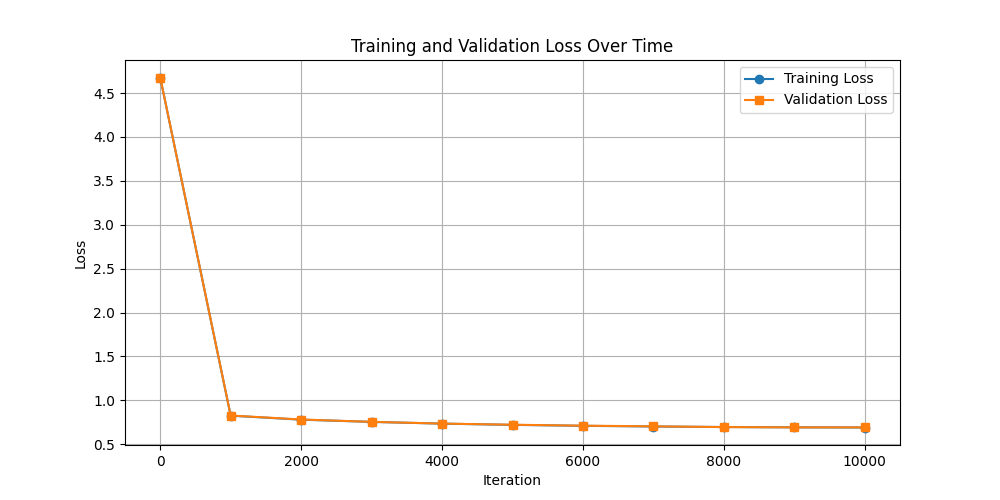 Training and Validation Loss Over Time
Training Loss
Validation Loss
4.5
4.0
3.5
3.0
2.5
2.0
1.5
1.0
0.5
Loss
0 2000 4000 6000 8000 10000
Iteration